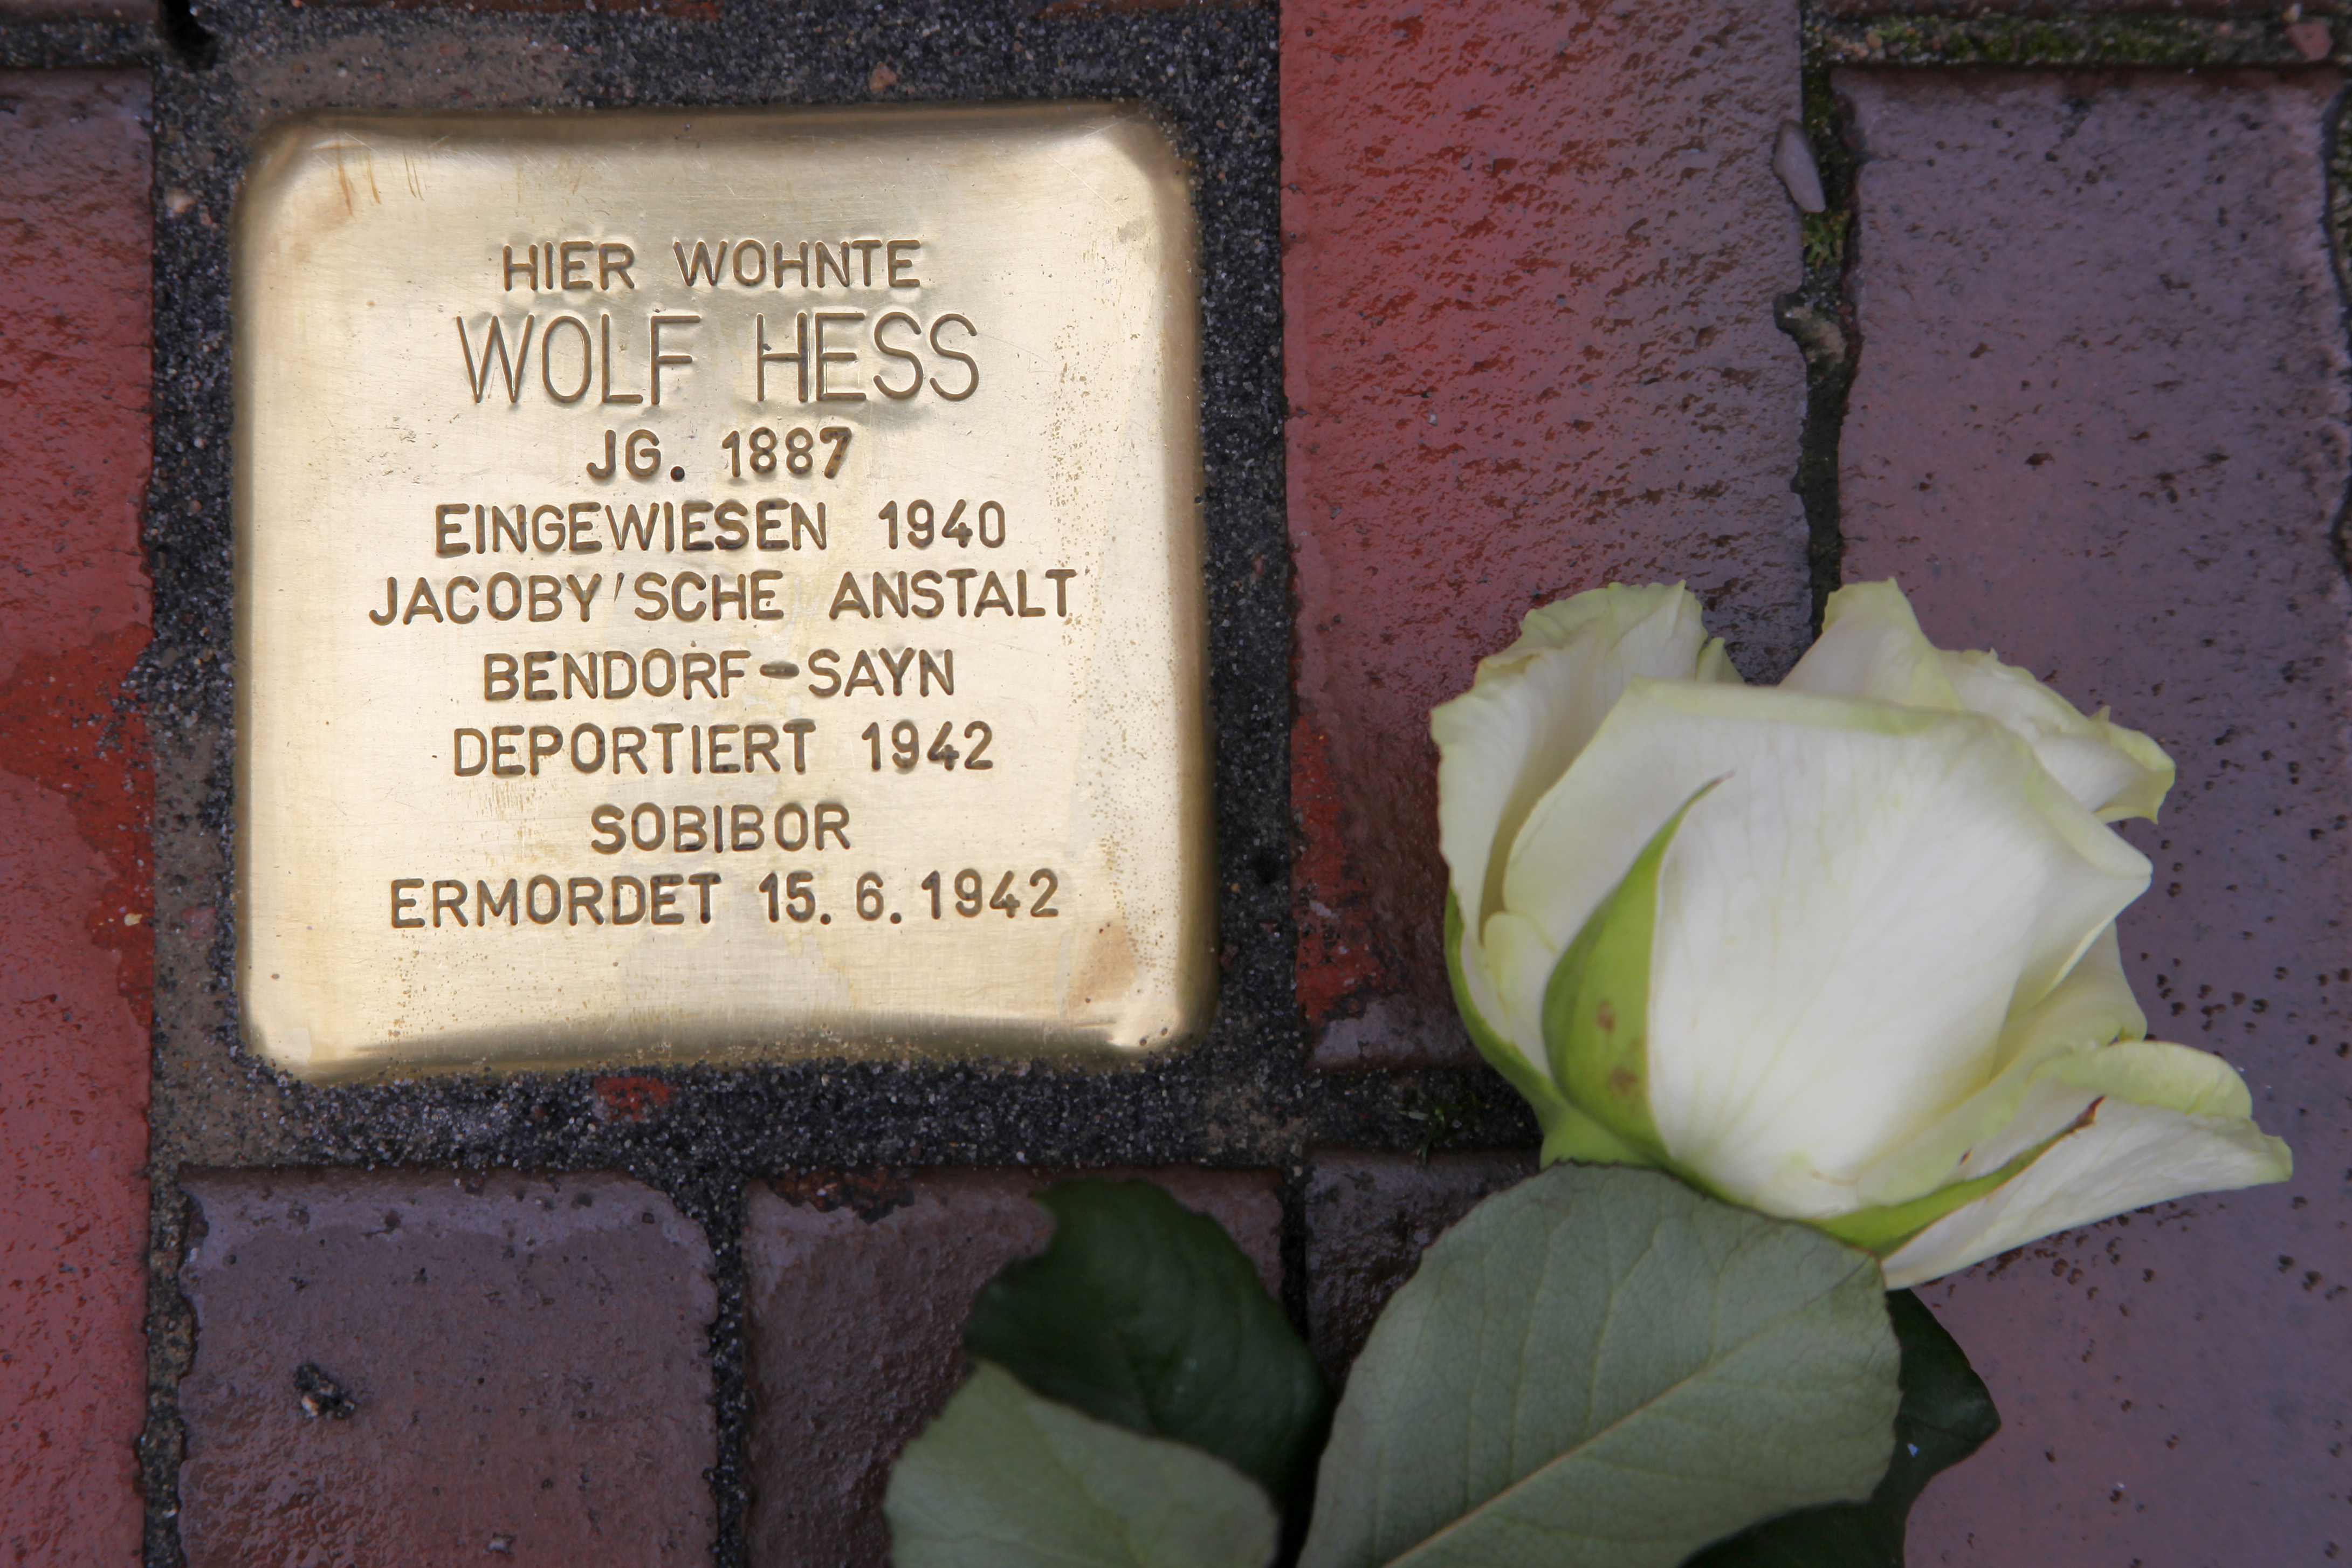 HIER WOHNTE
WOLF HESS
JG. 1887
EINGEWIESEN 1940
JACOBY'SCHE ANSTALT
BENDORF-SAYN
DEPORTIERT 1942
SOBIBOR
ERMORDET 15.6.1942